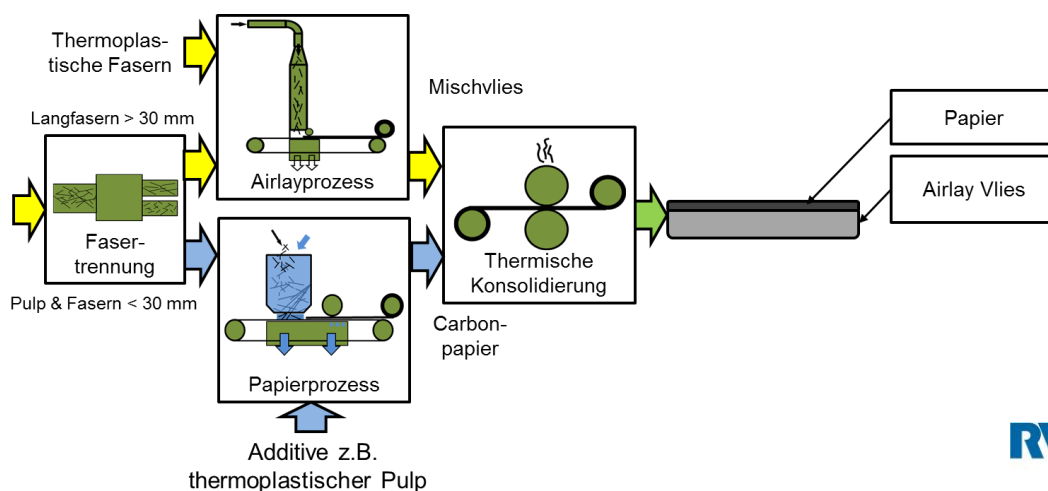 Thermoplas-
tische Fasern
Langfasern > 30 mm
Faser-
trennung
Pulp & Fasern < 30 mm
Airlayprozess
Mischvlies
Papierprozess
Additive z.B.
thermoplastischer Pulp
Carbon-
papier
Thermische
Konsolidierung
Papier
Airlay Vlies